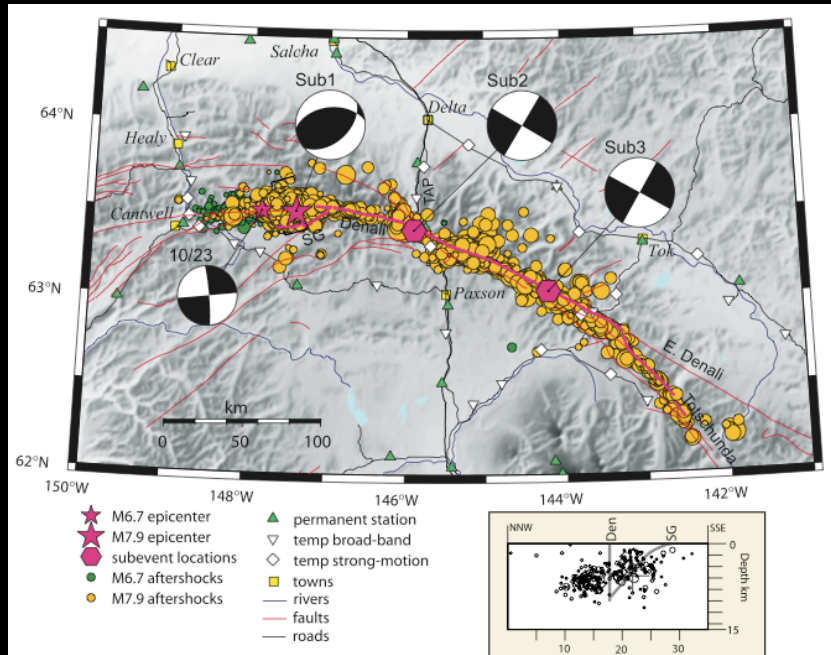 Clear
Salcha
Sub1
Sub2
64°N
Delta
Healy
Sub3
TAP
Cantwell
SG
Denali
10/23
Tok
63°N
Paxson
E. Denali
km
0 50 100
Totschunda
62°N
150°W
148°W
146°W
144°W
142°W
M6.7 epicenter
M7.9 epicenter
subevent locations
M6.7 aftershocks
M7.9 aftershocks
permanent station
temp broad-band
temp strong-motion
towns
rivers
faults
roads
NNW Den SG SSE
0
Depth km
15
10 20 30